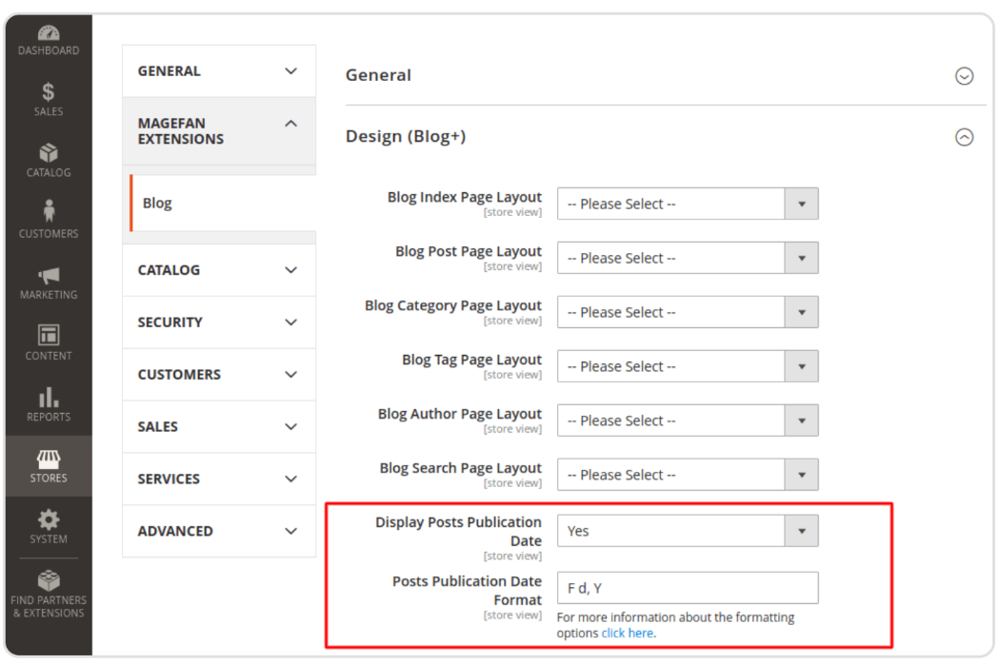 DASHBOARD
$
SALES
CATALOG
CUSTOMERS
MARKETING
CONTENT
REPORTS
STORES
SYSTEM
FIND PARTNERS
& EXTENSIONS
GENERAL
MAGEFAN
EXTENSIONS
Blog
CATALOG
SECURITY
CUSTOMERS
SALES
SERVICES
ADVANCED
General
Design (Blog+)
Blog Index Page Layout
[store view]
-- Please Select --
Blog Post Page Layout
[store view]
-- Please Select --
Blog Category Page Layout
[store view]
-- Please Select --
Blog Tag Page Layout
[store view]
-- Please Select --
Blog Author Page Layout
[store view]
-- Please Select --
Blog Search Page Layout
[store view]
-- Please Select --
Display Posts Publication
Date
[store view]
Yes
Posts Publication Date
Format
[store view]
F d, Y
For more information about the formatting
options click here.